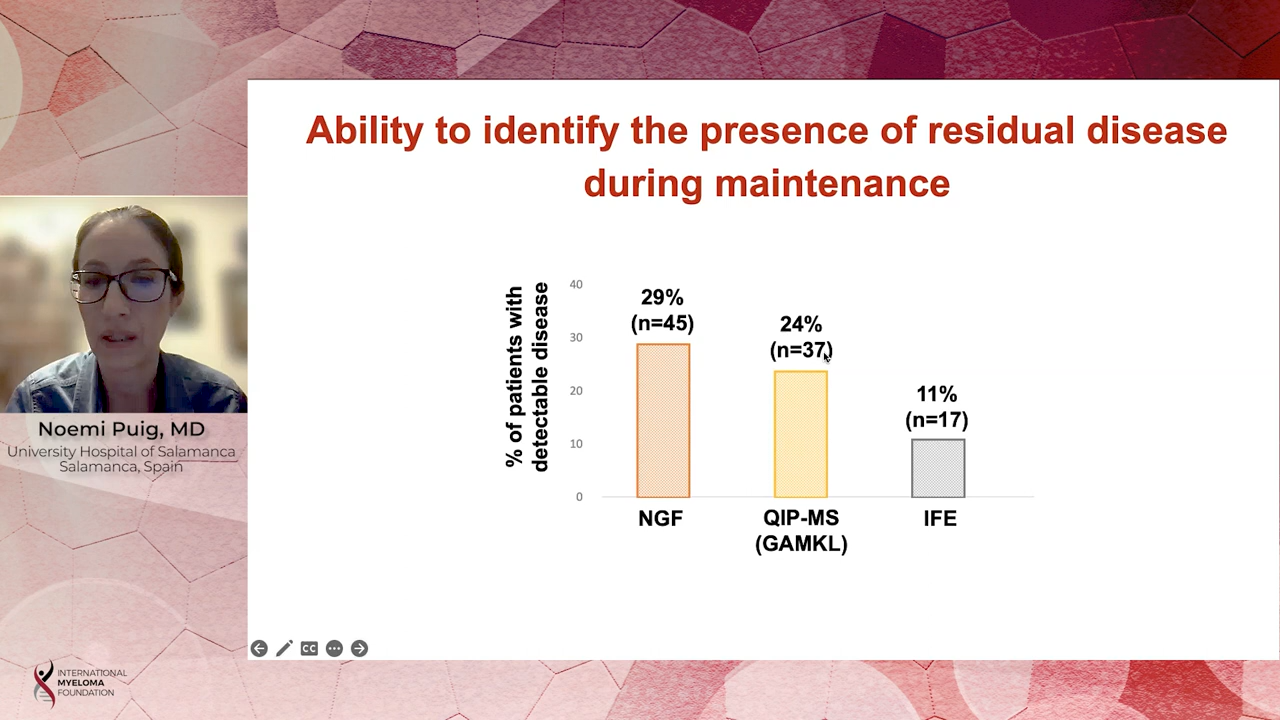 Ability to identify the presence of residual disease
during maintenance
% of patients with
detectable disease
40
30
20
10
0
29%
(n=45)
24%
(n=37)
11%
(n=17)
NGF
QIP-MS
(GAMKL)
IFE
Noemi Puig, MD
University Hospital of Salamanca
Salamanca, Spain
CC
INTERNATIONAL
MYELOMA
FOUNDATION